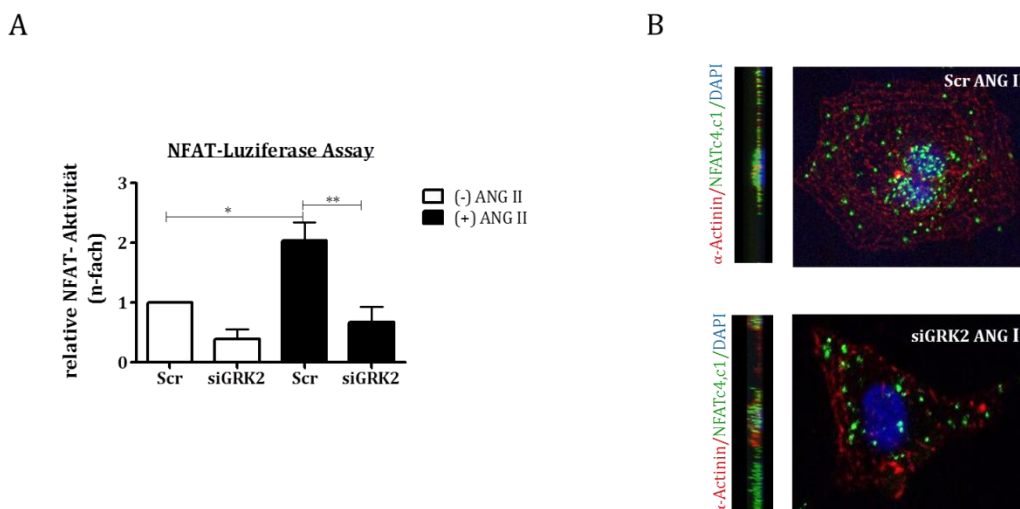 A
NFAT-Luziferase Assay
relative NFAT- Aktivität
(n-fach)
3
2
1
0
*
**
(-) ANG II
(+) ANG II
Scr
siGRK2
Scr
siGRK2
B
α-Actinin/NFATc4,c1/DAPI
Scr ANG II
α-Actinin/NFATc4,c1/DAPI
siGRK2 ANG I